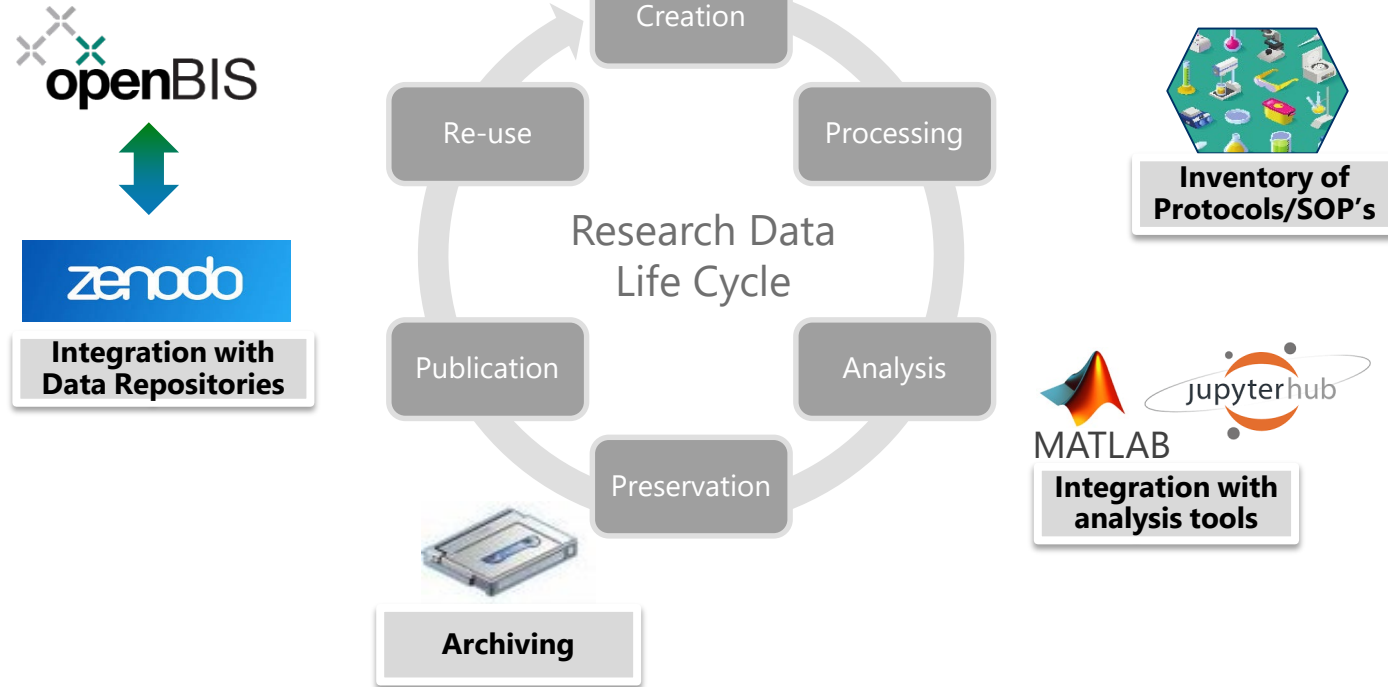 Creation
openBIS
Re-use
Processing
Inventory of
Protocols/SOP's
Research Data
Life Cycle
zenodo
Integration with
Data Repositories
Publication
Analysis
MATLAB
jupyterhub
Preservation
Integration with
analysis tools
Archiving